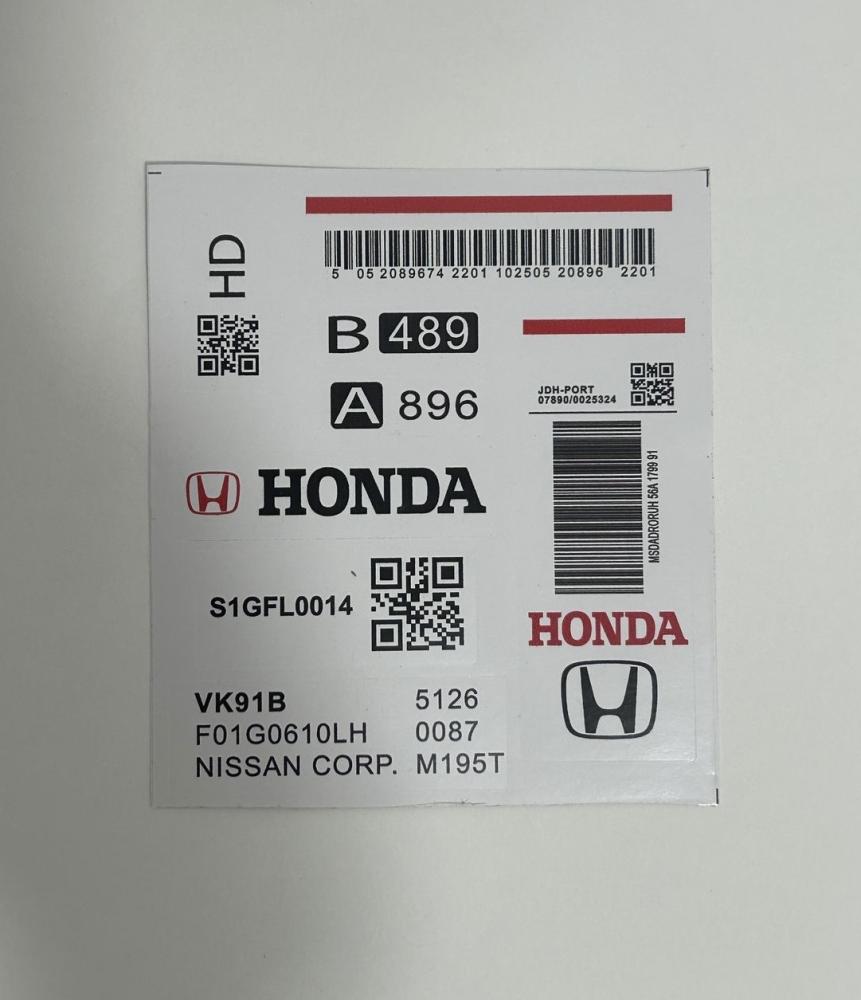 HD
5 05 2089674 2201 102505 20896 2201
B 489
A 896
JDH-PORT
07890/0025324
MSDADRORUH 56A 1799 91
HONDA
S1GFL0014
HONDA
VK91B 5126
F01G0610LH 0087
NISSAN CORP. M195T